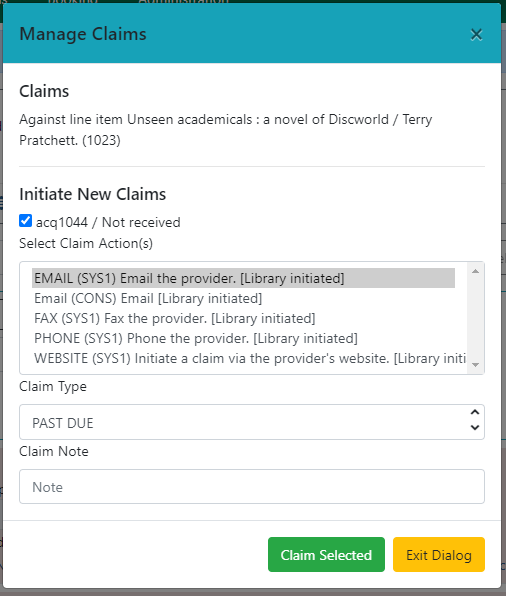 Booking Administration
Manage Claims ×
Claims
Against line item Unseen academicals : a novel of Discworld / Terry
Pratchett. (1023)
Initiate New Claims
acq1044 / Not received
Select Claim Action(s)
EMAIL (SYS1) Email the provider. [Library initiated]
Email (CONS) Email [Library initiated]
FAX (SYS1) Fax the provider. [Library initiated]
PHONE (SYS1) Phone the provider. [Library initiated]
WEBSITE (SYS1) Initiate a claim via the provider's website. [Library initi
Claim Type
PAST DUE
Claim Note
Note
Claim Selected
Exit Dialog